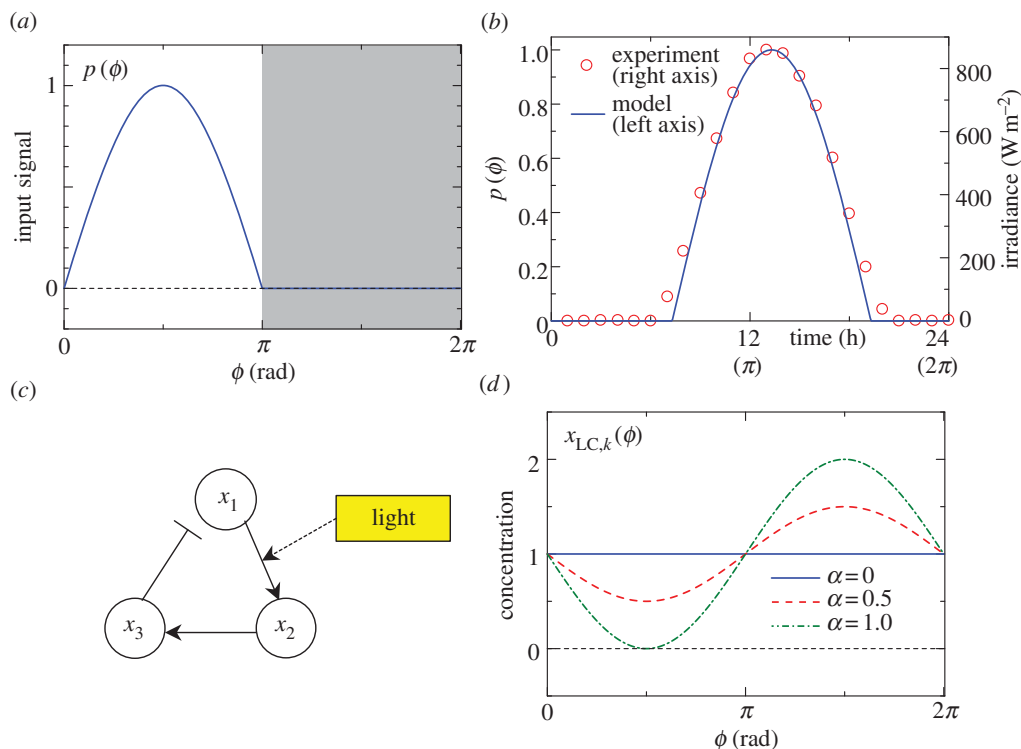 (a)
p(ϕ)
1
0
input signal
0
π
2π
ϕ (rad)
(b)
1.0
0.8
0.6
0.4
0.2
0
p(ϕ)
experiment
(right axis)
model
(left axis)
800
600
400
200
0
irradiance (W m−2)
0
12
time (h)
24
(π)
(2π)
(c)
x1
light
x3
x2
(d)
xLC,k(ϕ)
2
1
0
concentration
α=0
α=0.5
α=1.0
0
π
2π
ϕ (rad)